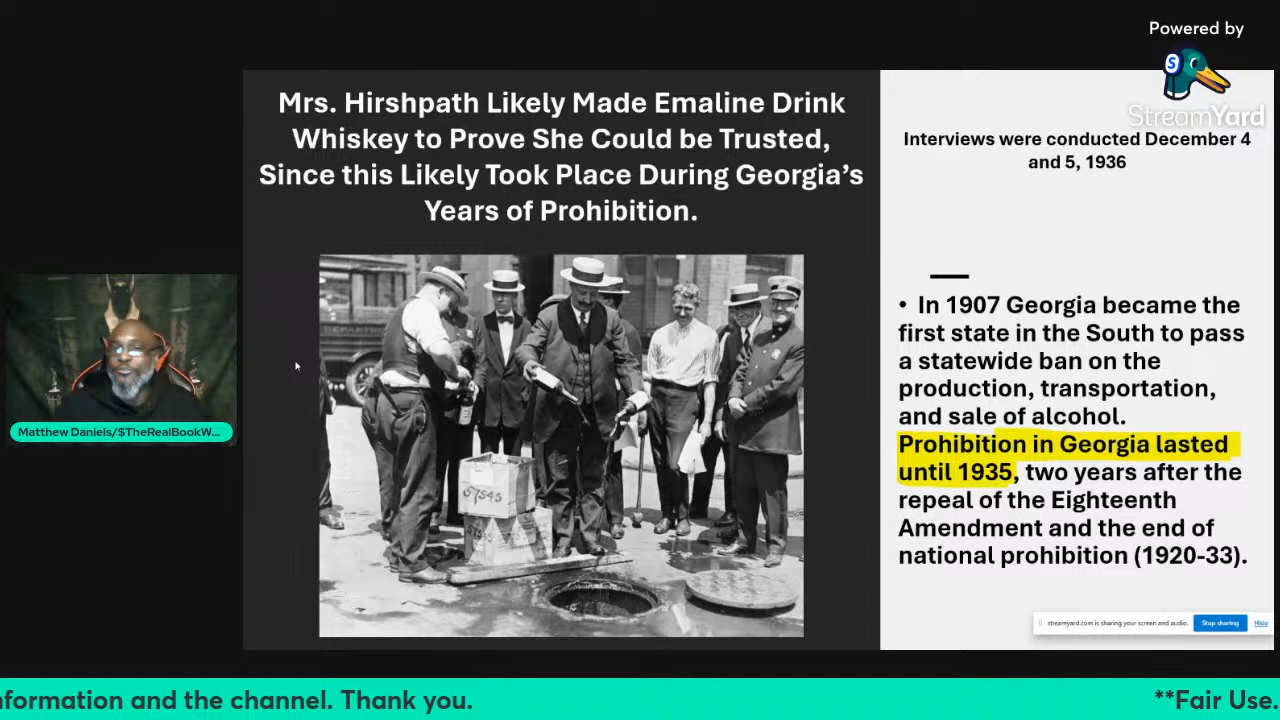 Powered by
StreamYard
Mrs. Hirshpath Likely Made Emaline Drink
Whiskey to Prove She Could be Trusted,
Since this Likely Took Place During Georgia’s
Years of Prohibition.
Interviews were conducted December 4
and 5, 1936
• In 1907 Georgia became the
first state in the South to pass
a statewide ban on the
production, transportation,
and sale of alcohol.
Prohibition in Georgia lasted
until 1935, two years after the
repeal of the Eighteenth
Amendment and the end of
national prohibition (1920-33).
57545
Matthew Daniels/$TheRealBookW...
streamyard.com is sharing your screen and audio.
Stop sharing
Hide
nformation and the channel. Thank you.
**Fair Use.